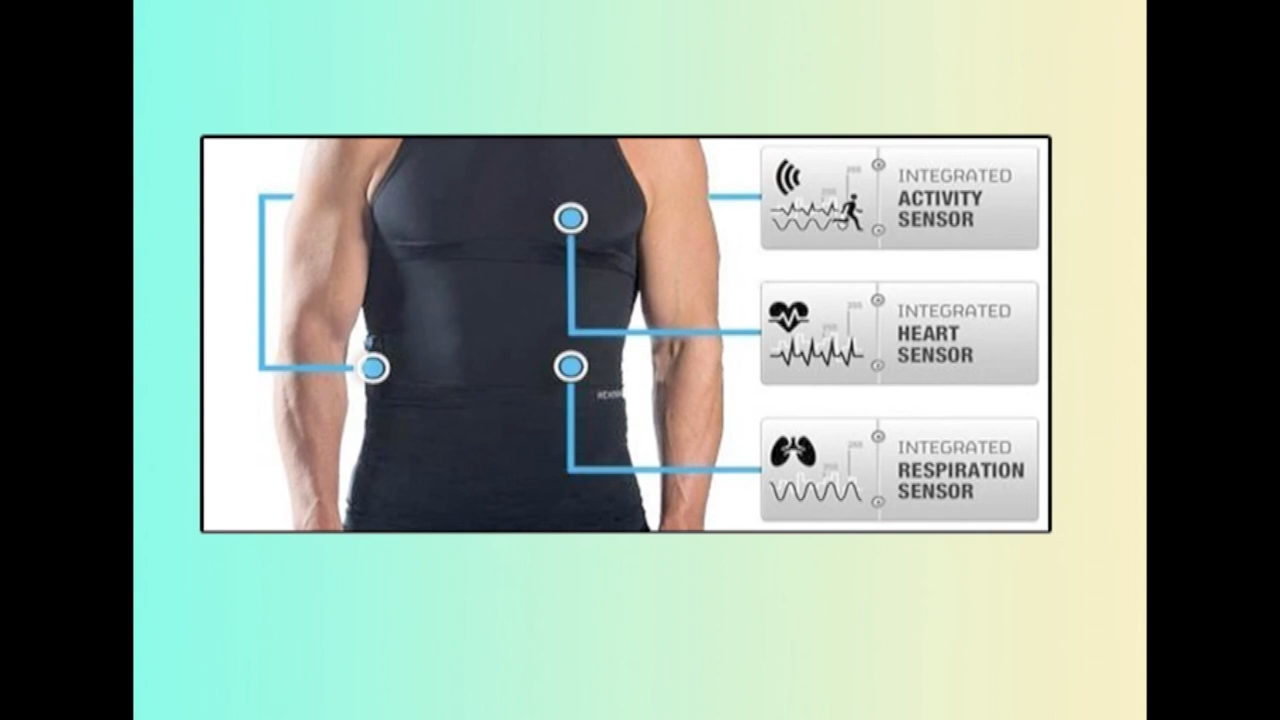 INTEGRATED
ACTIVITY
SENSOR
INTEGRATED
HEART
SENSOR
INTEGRATED
RESPIRATION
SENSOR